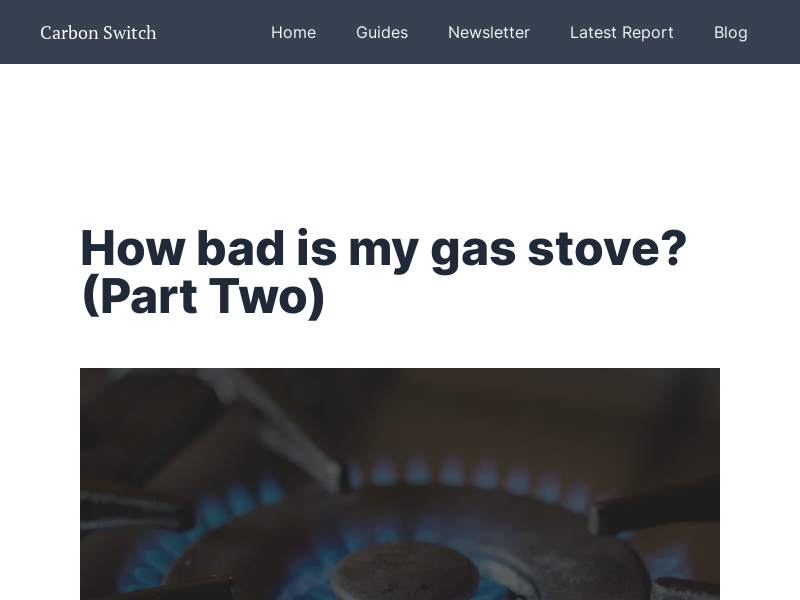 Carbon Switch
Home
Guides
Newsletter
Latest Report
Blog
How bad is my gas stove?
(Part Two)